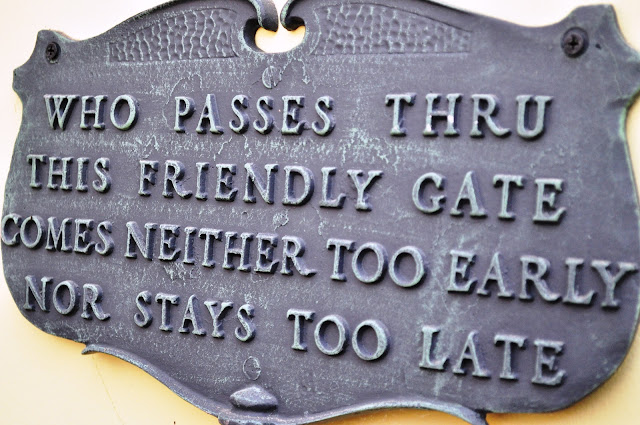 WHO PASSES THRU
THIS FRIENDLY GATE
COMES NEITHER TOO EARLY
NOR STAYS TOO LATE